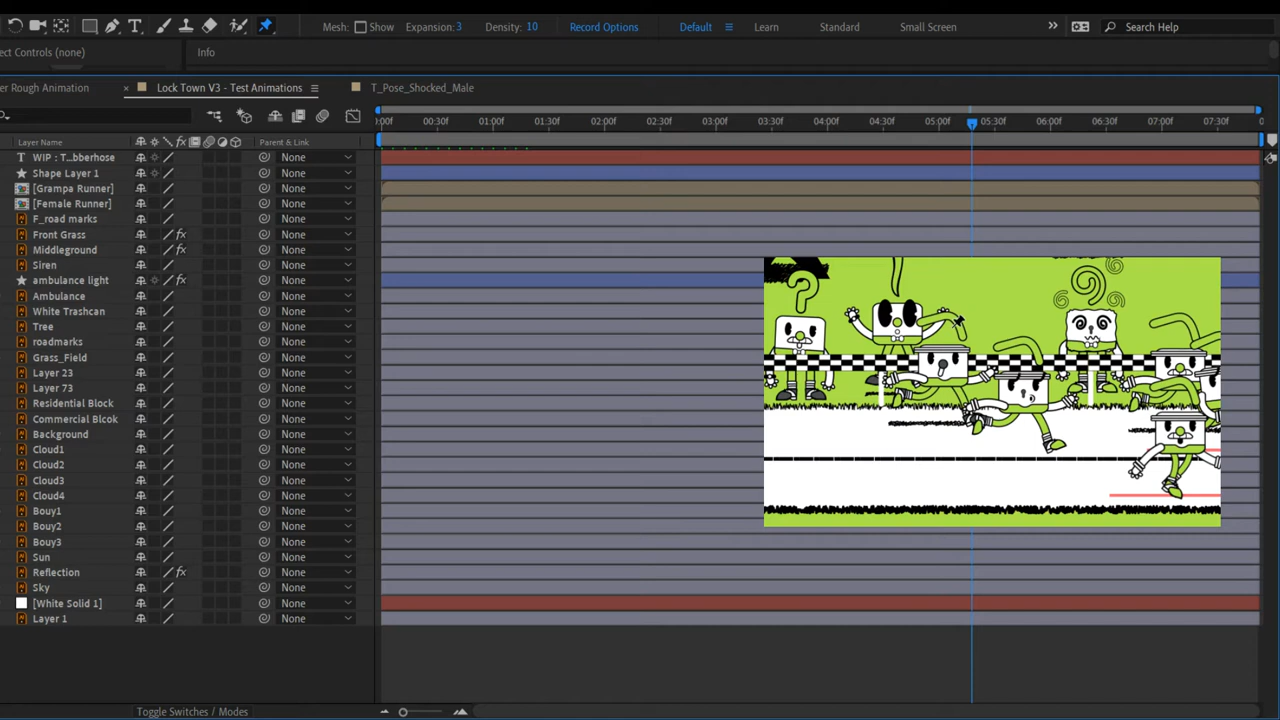 Mesh: Show Expansion: 3 Density: 10 Record Options Default Learn Standard Small Screen Search Help
ect Controls (none) Info
er Rough Animation × Lock Town V3 - Test Animations T_Pose_Shocked_Male
:00f 00:30f 01:00f 01:30f 02:00f 02:30f 03:00f 03:30f 04:00f 04:30f 05:00f 05:30f 06:00f 06:30f 07:00f 07:30f 0
Layer Name fx Parent & Link
T WIP : T...bberhose None
Shape Layer 1 None
[Grampa Runner] None
[Female Runner] None
F_road marks None
Front Grass fx None
Middleground fx None
Siren None
ambulance light fx None
Ambulance None
White Trashcan None
Tree None
roadmarks None
Grass_Field None
Layer 23 None
Layer 73 None
Residential Block None
Commercial Blcok None
Background None
Cloud1 None
Cloud2 None
Cloud3 None
Cloud4 None
Bouy1 None
Bouy2 None
Bouy3 None
Sun None
Reflection fx None
Sky None
[White Solid 1] None
Layer 1 None
Toggle Switches / Modes